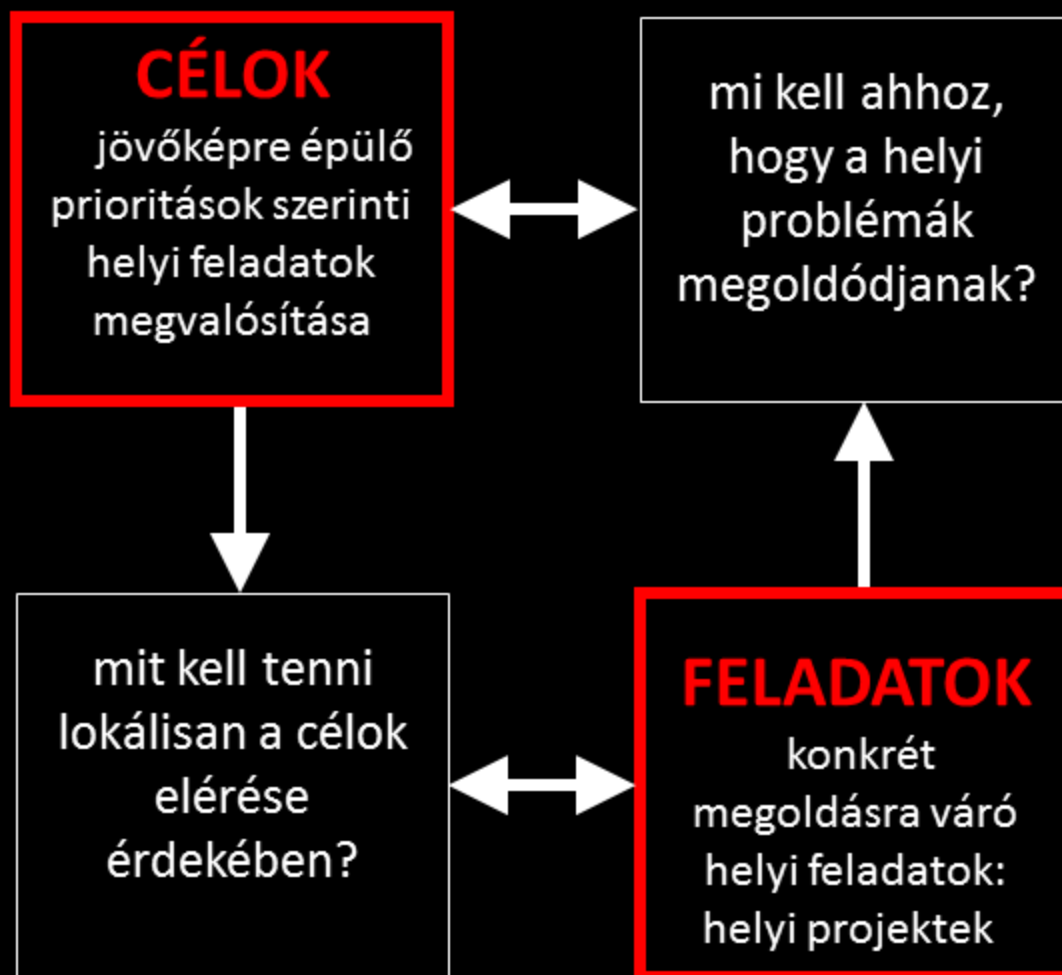 CÉLOK
jövőképre épülő
prioritások szerinti
helyi feladatok
megvalósítása
mi kell ahhoz,
hogy a helyi
problémák
megoldódjanak?
mit kell tenni
lokálisan a célok
elérése
érdekében?
FELADATOK
konkrét
megoldásra váró
helyi feladatok:
helyi projektek